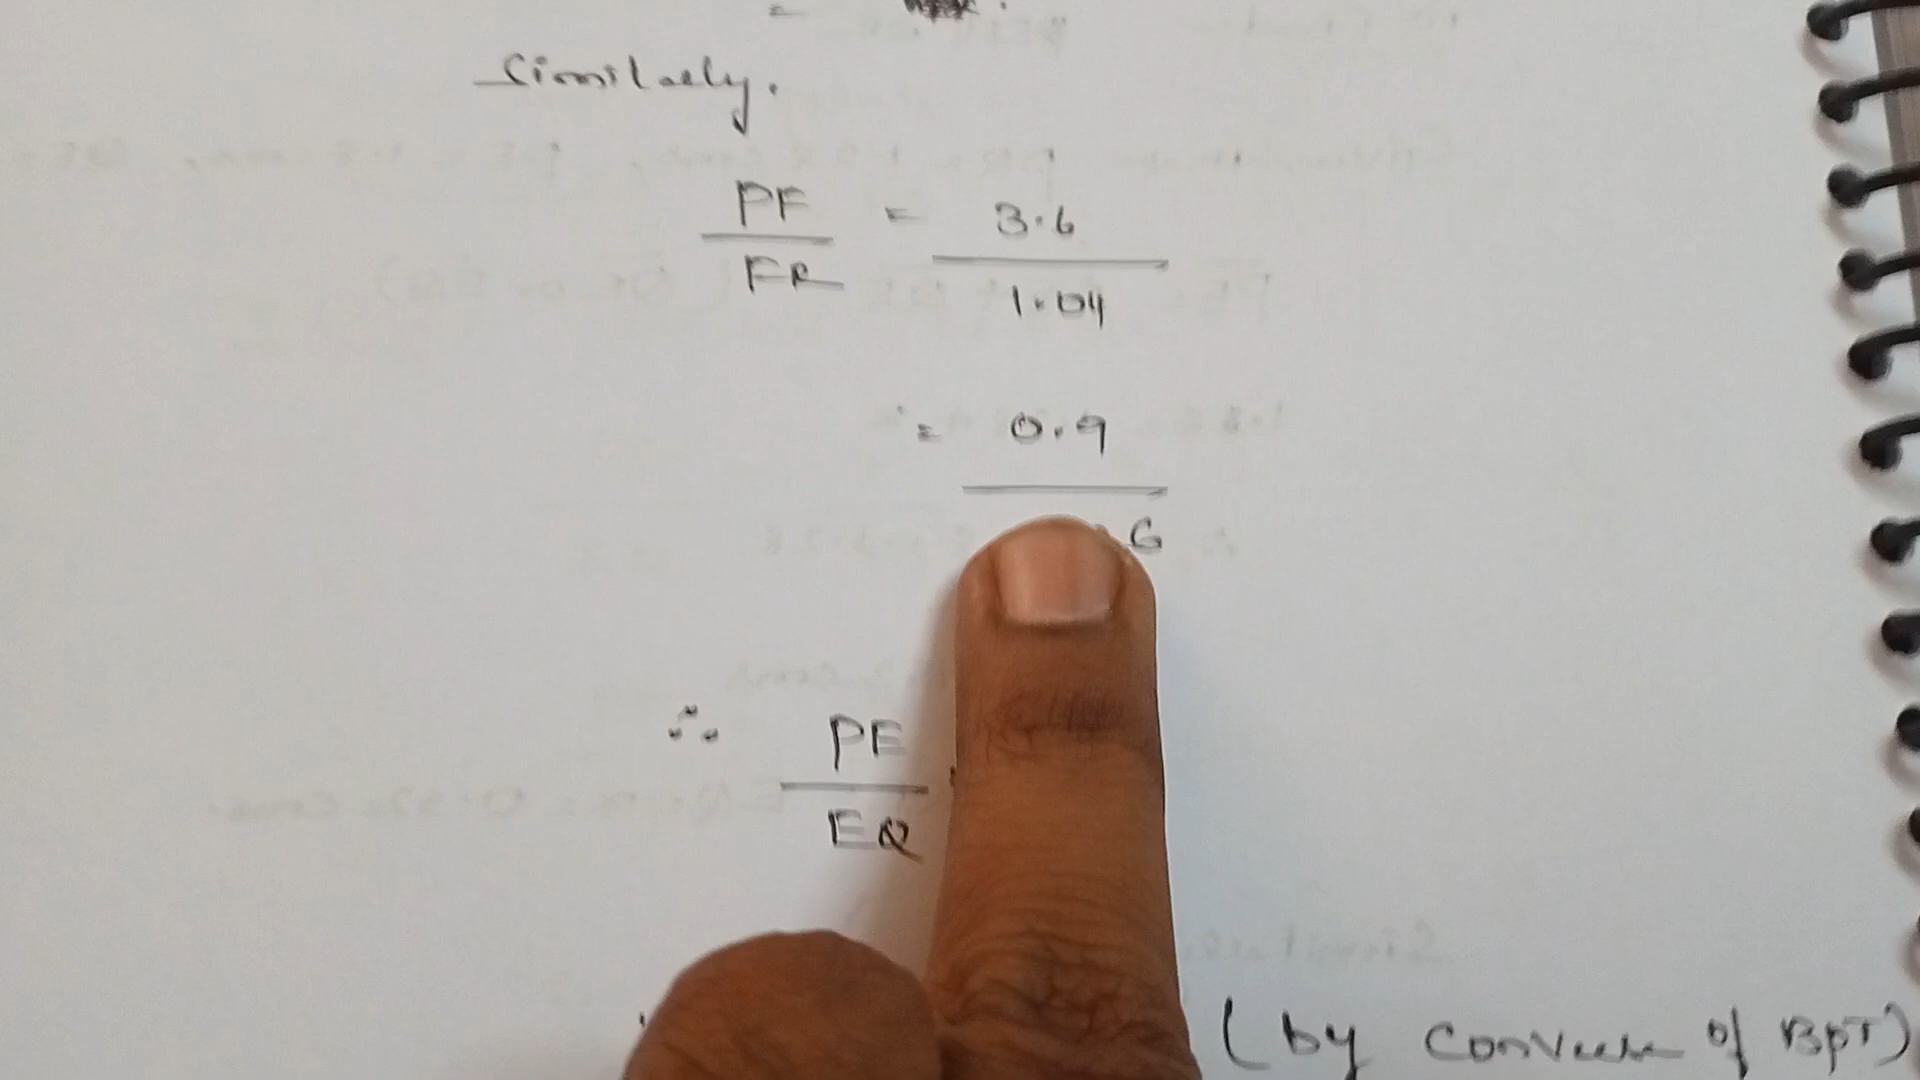 Similarly.
PF = 3.6
FR 1.04
= 0.9
6
∴ PE
EQ
(by Converse of BPT)